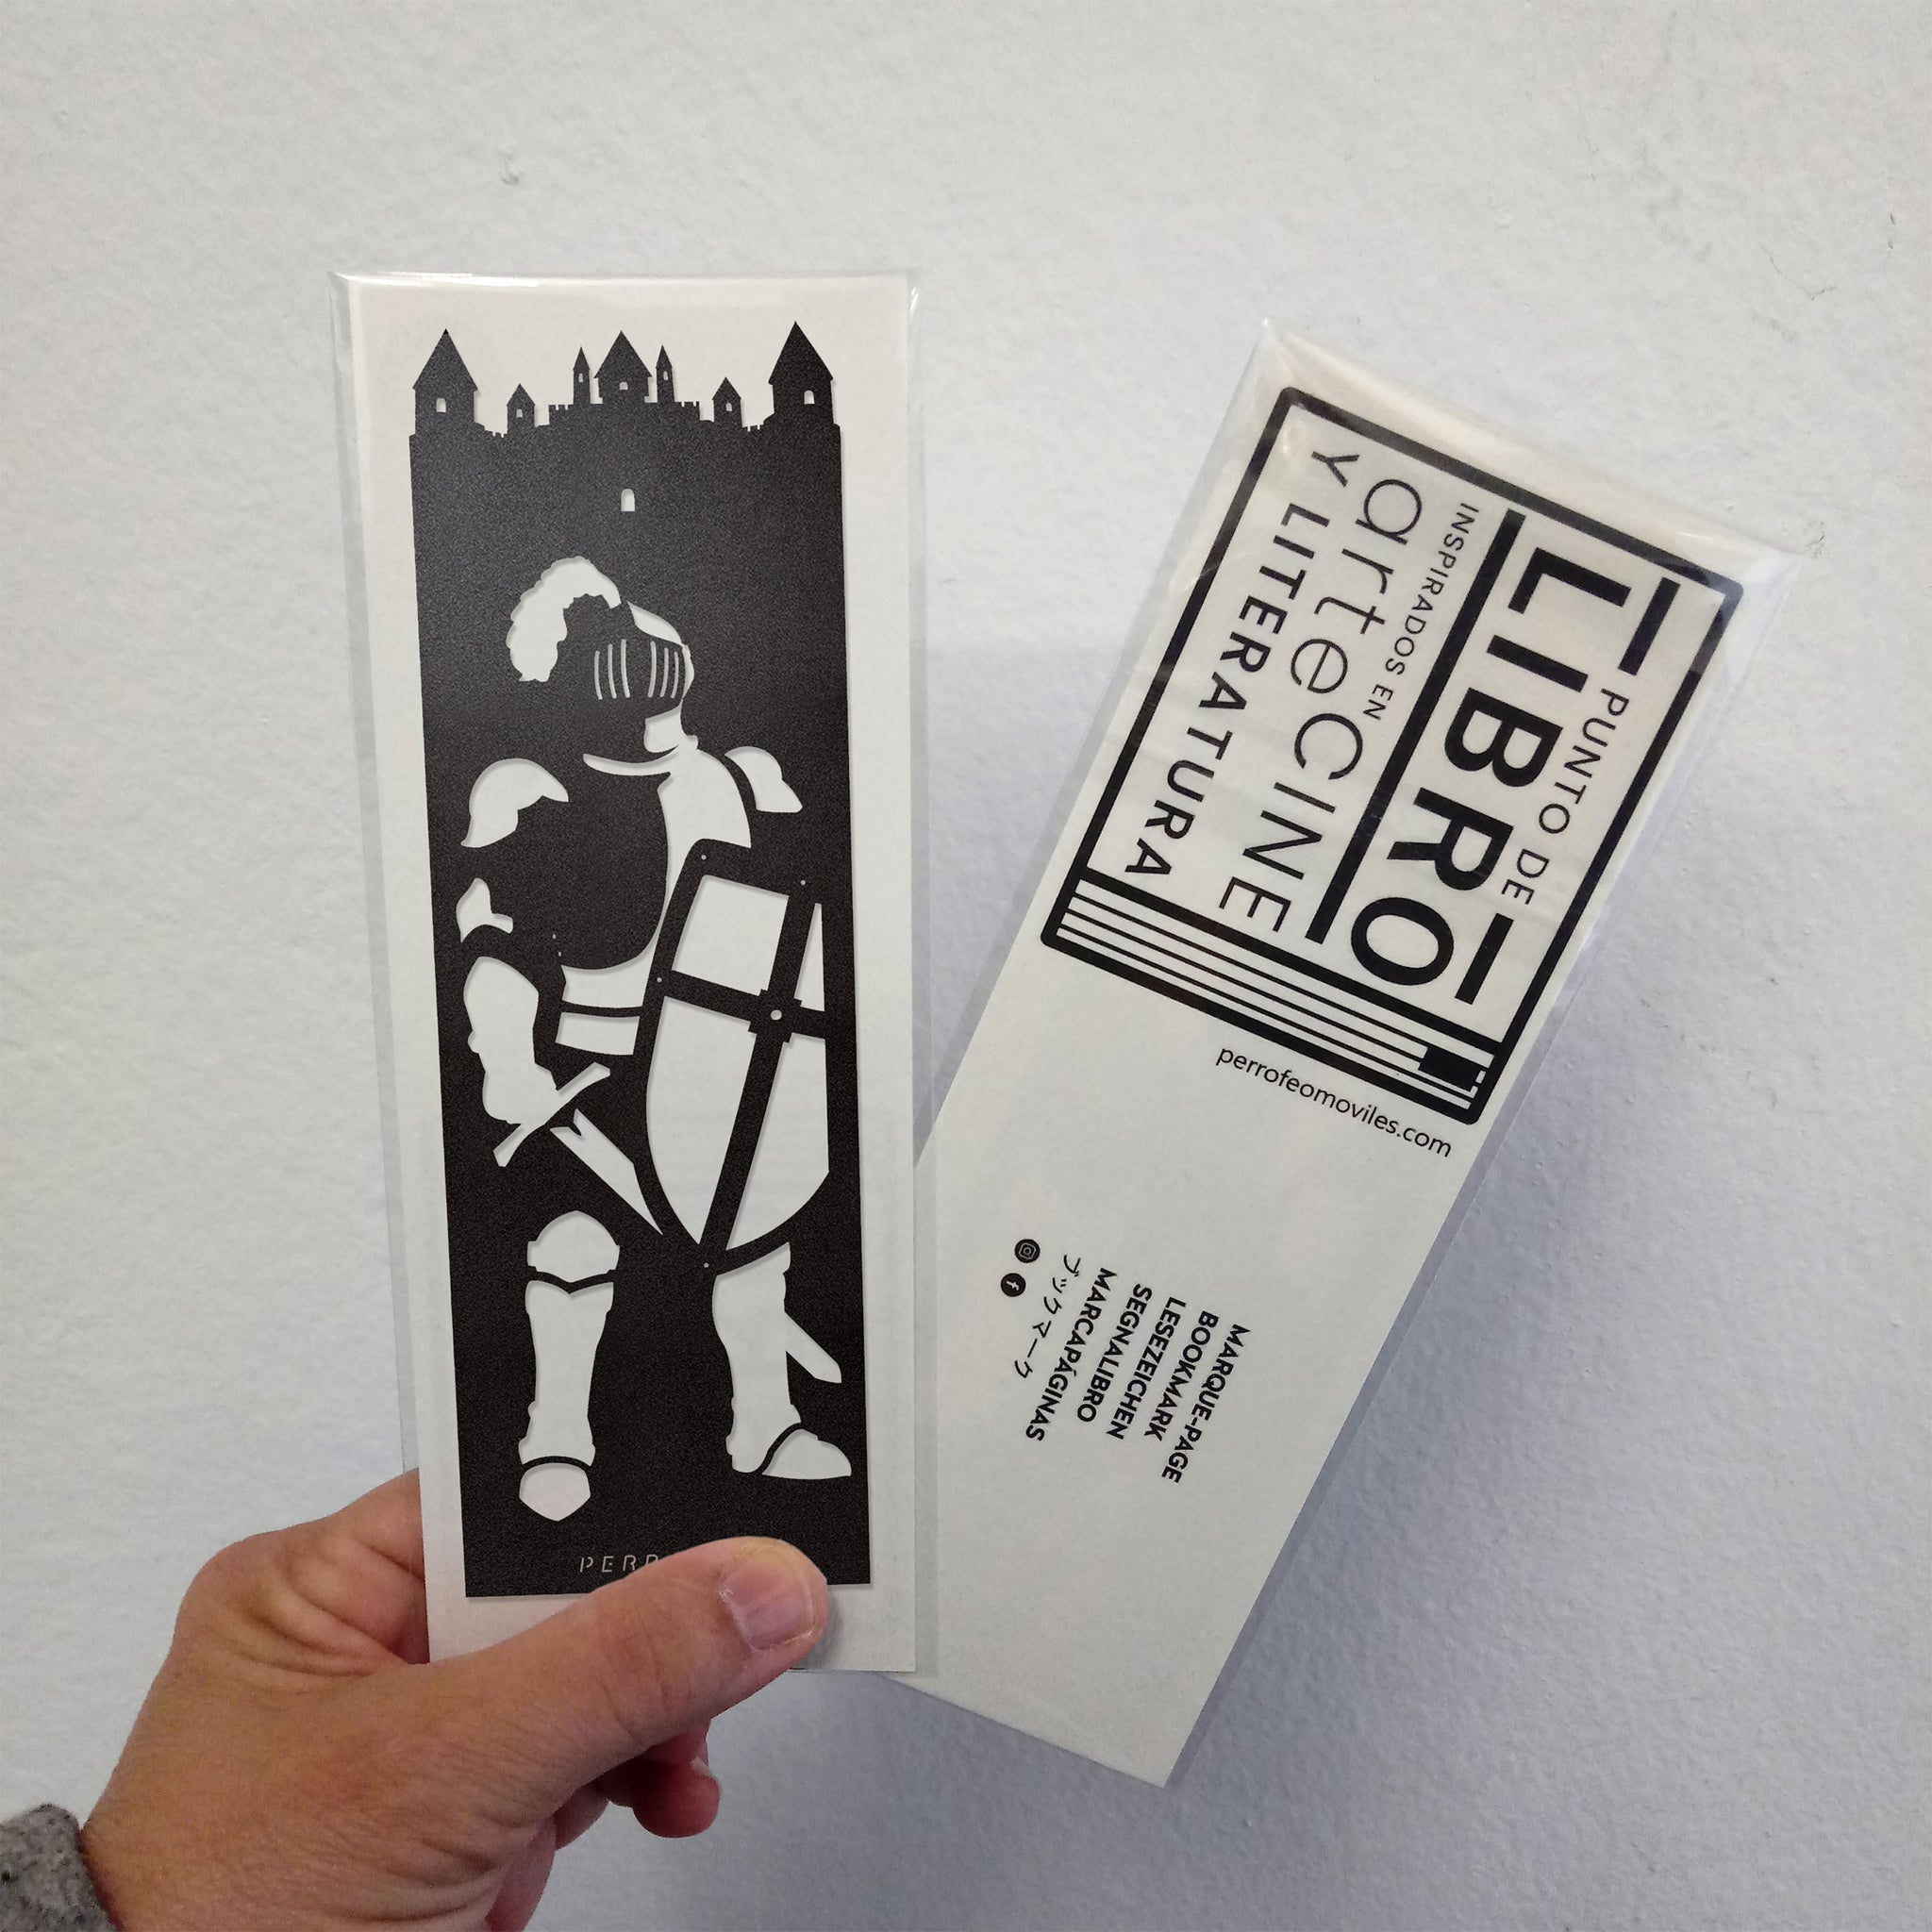 PUNTO DE
LIBRO
INSPIRADOS EN
arteCINE
Y LITERATURA
perrofeomoviles.com
MARQUE-PAGE
BOOKMARK
LESEZEICHEN
SEGNALIBRO
MARCAPÁGINAS
ブックマーク